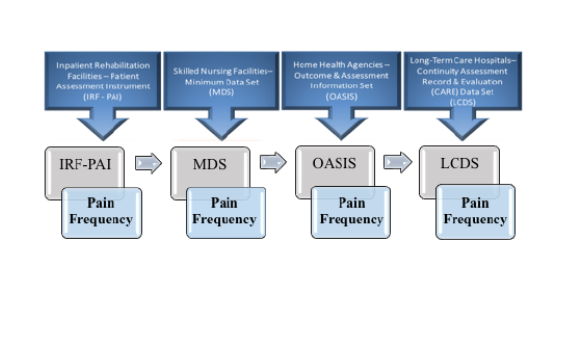 Inpatient Rehabilitation
Facilities – Patient
Assessment Instrument
(IRF - PAI)
Skilled Nursing Facilities–
Minimum Data Set
(MDS)
Home Health Agencies –
Outcome & Assessment
Information Set
(OASIS)
Long-Term Care Hospitals–
Continuity Assessment
Record & Evaluation
(CARE) Data Set
(LCDS)
IRF-PAI
MDS
OASIS
LCDS
Pain
Frequency
Pain
Frequency
Pain
Frequency
Pain
Frequency